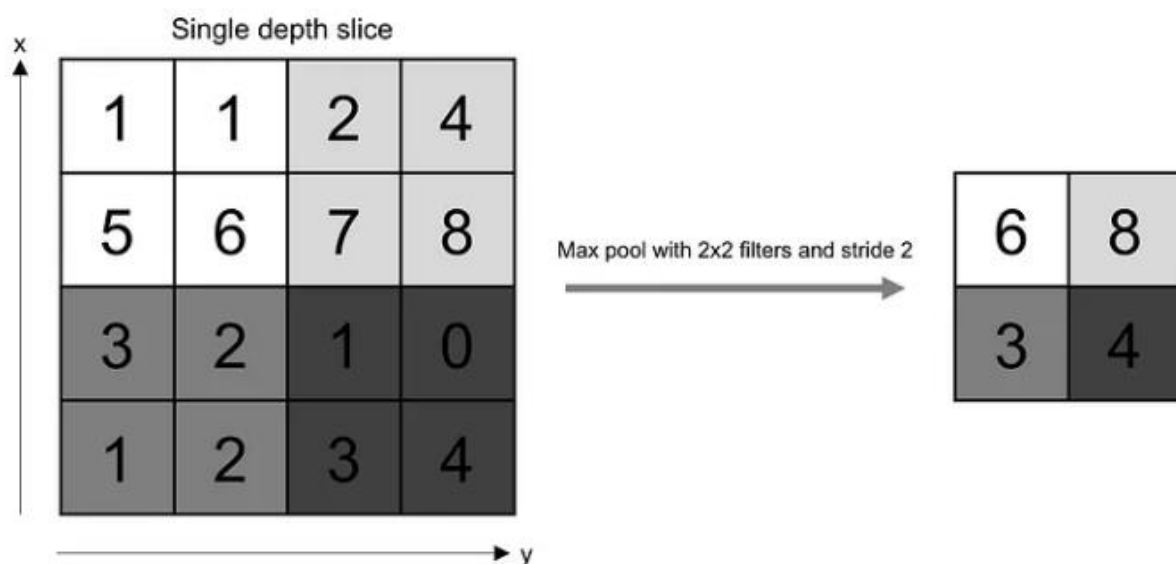 Single depth slice
x
1 1 2 4
5 6 7 8
3 2 1 0
1 2 3 4
y
Max pool with 2x2 filters and stride 2
6 8
3 4